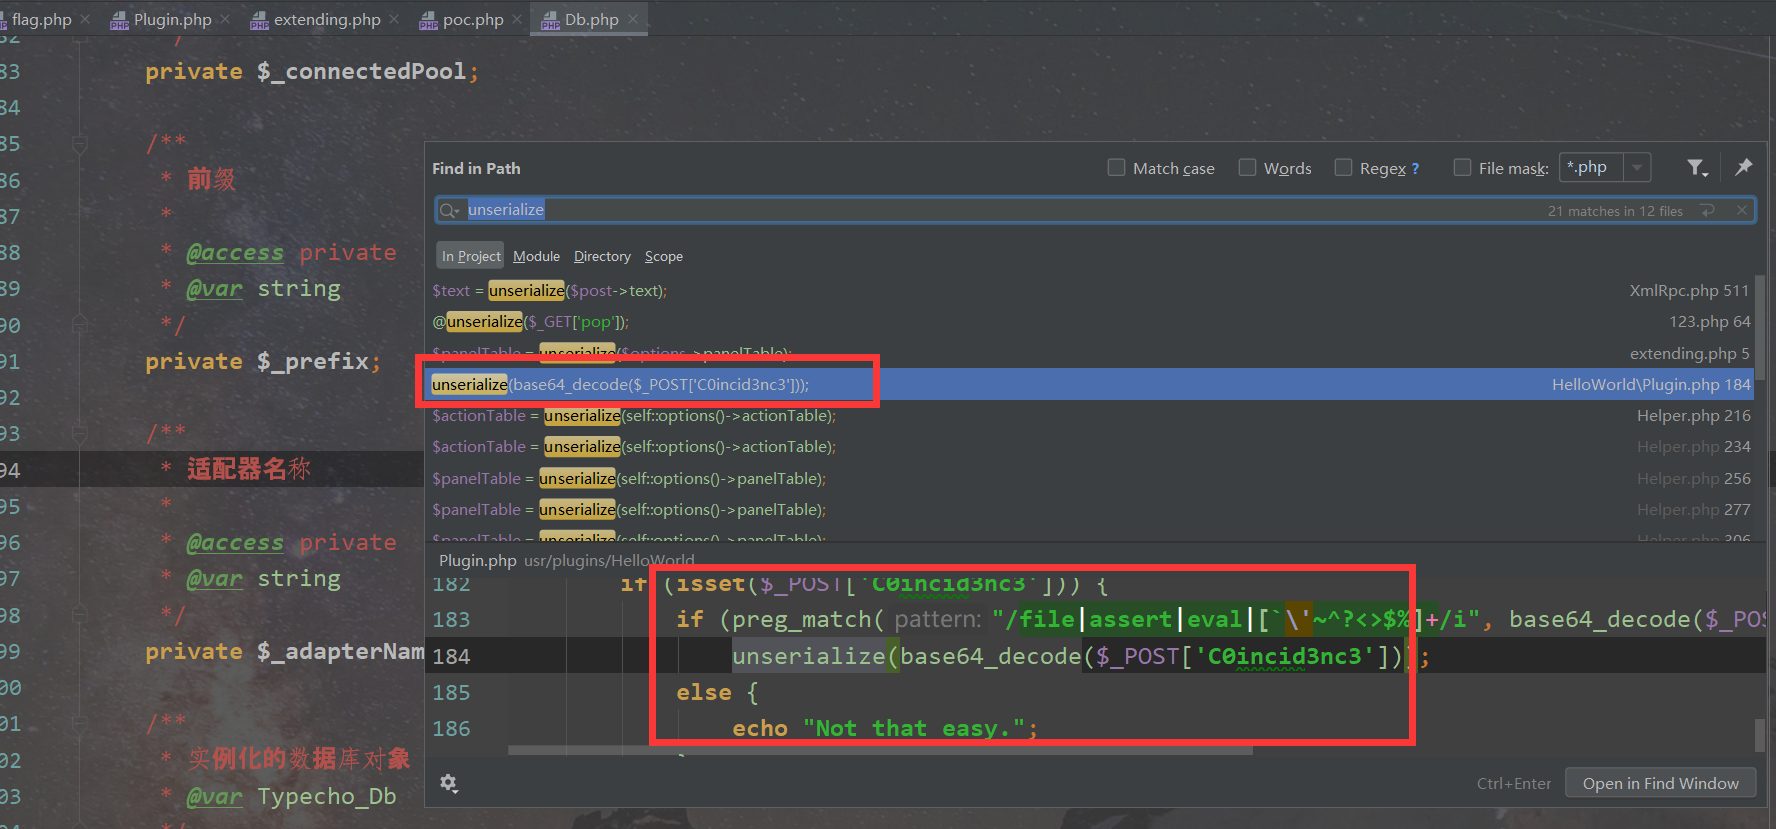 flag.php Plugin.php extending.php poc.php Db.php
82 */
83 private $_connectedPool;
84
85 /**
86 * 前缀
87 *
88 * @access private
89 * @var string
90 */
91 private $_prefix;
92
93 /**
94 * 适配器名称
95 *
96 * @access private
97 * @var string
98 */
99 private $_adapterNam
00
01 /**
02 * 实例化的数据库对象
03 * @var Typecho_Db
04 */
Find in Path Match case Words Regex ? File mask: *.php
unserialize 21 matches in 12 files
In Project Module Directory Scope
$text = unserialize($post->text); XmlRpc.php 511
@unserialize($_GET['pop']); 123.php 64
$panelTable = unserialize($options->panelTable); extending.php 5
unserialize(base64_decode($_POST['C0incid3nc3'])); HelloWorld\Plugin.php 184
$actionTable = unserialize(self::options()->actionTable); Helper.php 216
$actionTable = unserialize(self::options()->actionTable); Helper.php 234
$panelTable = unserialize(self::options()->panelTable); Helper.php 256
$panelTable = unserialize(self::options()->panelTable); Helper.php 277
$panelTable = unserialize(self::options()->panelTable); Helper.php 306
Plugin.php usr/plugins/HelloWorld
182 if (isset($_POST['C0incid3nc3'])) {
183 if (preg_match( pattern: "/file|assert|eval|[`\'~^?<>$%]+/i", base64_decode($_POS
184 unserialize(base64_decode($_POST['C0incid3nc3']));
185 else {
186 echo "Not that easy.";
Ctrl+Enter Open in Find Window